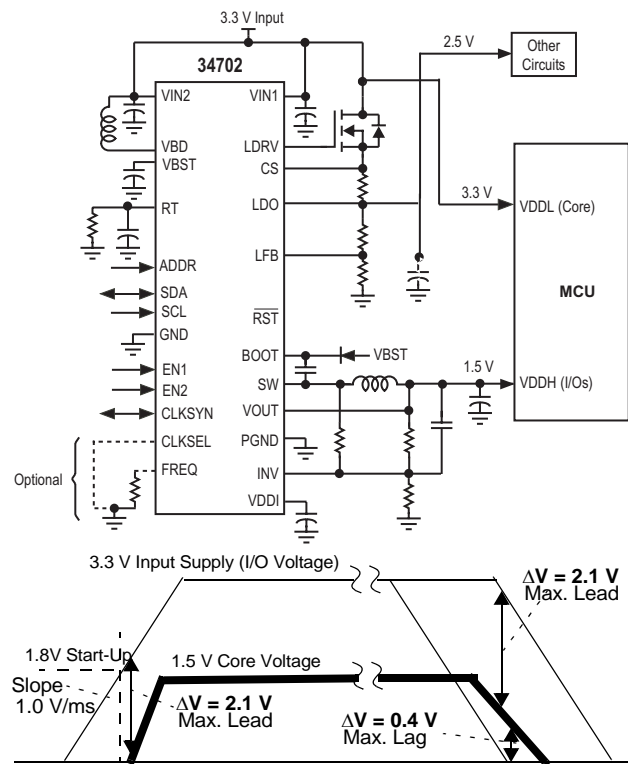 3.3 V Input
34702
2.5 V
Other
Circuits
VIN2
VIN1
VBD
LDRV
VBST
CS
3.3 V
VDDL (Core)
RT
LDO
ADDR
LFB
SDA
SCL
MCU
GND
RST
BOOT
VBST
EN1
SW
1.5 V
VDDH (I/Os)
EN2
VOUT
CLKSYN
CLKSEL
PGND
Optional
FREQ
INV
VDDI
3.3 V Input Supply (I/O Voltage)
ΔV = 2.1 V
Max. Lead
1.8V Start-Up
1.5 V Core Voltage
Slope
1.0 V/ms
ΔV = 2.1 V
Max. Lead
ΔV = 0.4 V
Max. Lag